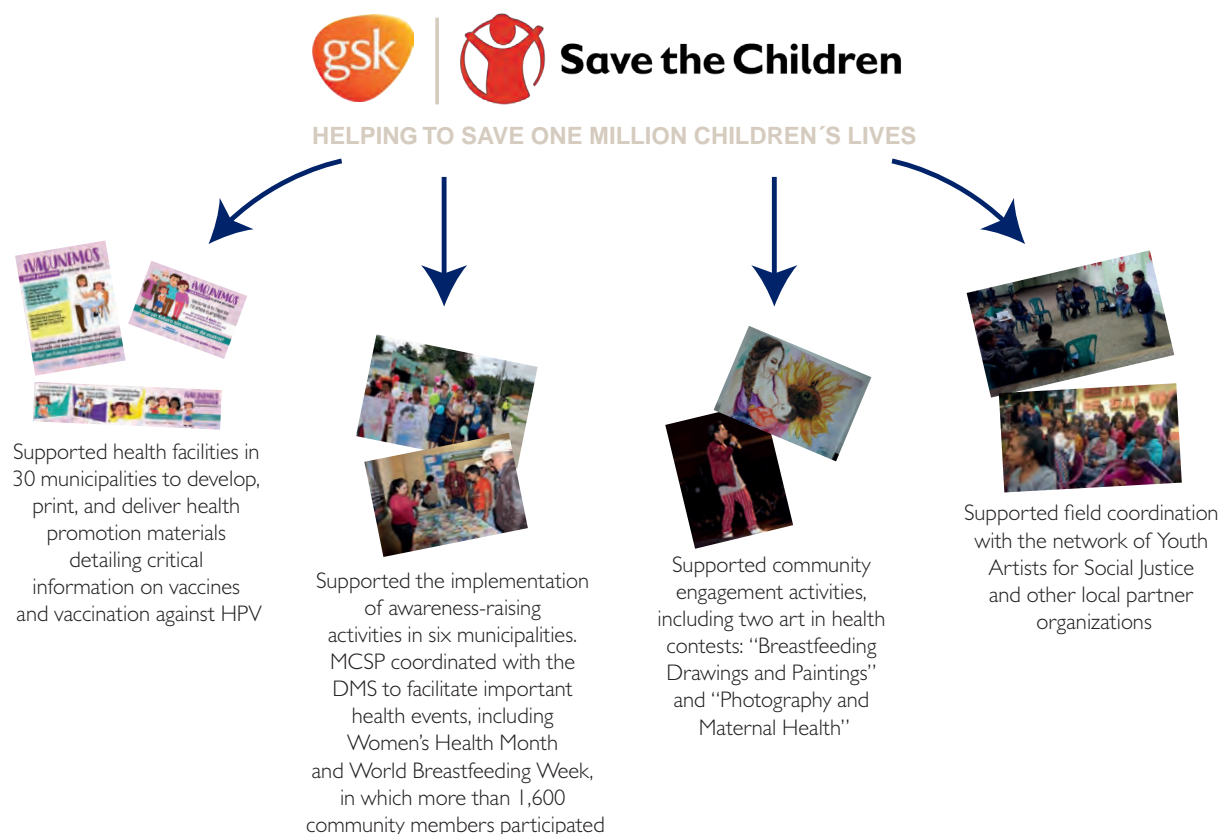 gsk
Save the Children
HELPING TO SAVE ONE MILLION CHILDREN´S LIVES
¡VACUNEMOS
¡VACUNEMOS
¡VACUNEMOS
Supported health facilities in
30 municipalities to develop,
print, and deliver health
promotion materials
detailing critical
information on vaccines
and vaccination against HPV
Supported the implementation
of awareness-raising
activities in six municipalities.
MCSP coordinated with the
DMS to facilitate important
health events, including
Women’s Health Month
and World Breastfeeding Week,
in which more than 1,600
community members participated
Supported community
engagement activities,
including two art in health
contests: “Breastfeeding
Drawings and Paintings”
and “Photography and
Maternal Health”
Supported field coordination
with the network of Youth
Artists for Social Justice
and other local partner
organizations